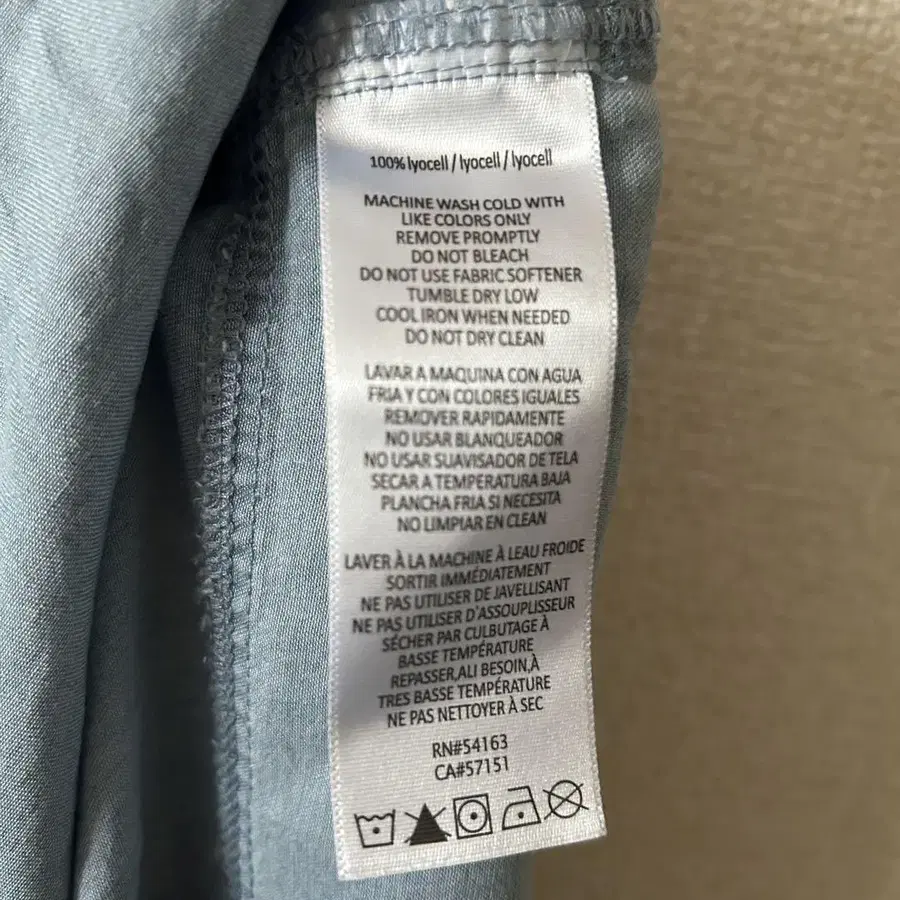 100% lyocell / lyocell / lyocell
MACHINE WASH COLD WITH
LIKE COLORS ONLY
REMOVE PROMPTLY
DO NOT BLEACH
DO NOT USE FABRIC SOFTENER
TUMBLE DRY LOW
COOL IRON WHEN NEEDED
DO NOT DRY CLEAN
LAVAR A MAQUINA CON AGUA
FRIA Y CON COLORES IGUALES
REMOVER RAPIDAMENTE
NO USAR BLANQUEADOR
NO USAR SUAVISADOR DE TELA
SECAR A TEMPERATURA BAJA
PLANCHA FRIA SI NECESITA
NO LIMPIAR EN CLEAN
LAVER À LA MACHINE À LEAU FROIDE
SORTIR IMMÉDIATEMENT
NE PAS UTILISER DE JAVELLISANT
NE PAS UTILISER D'ASSOUPLISSEUR
SÉCHER PAR CULBUTAGE À
BASSE TEMPÉRATURE
REPASSER,ALI BESOIN,À
TRES BASSE TEMPÉRATURE
NE PAS NETTOYER À SEC
RN#54163
CA#57151